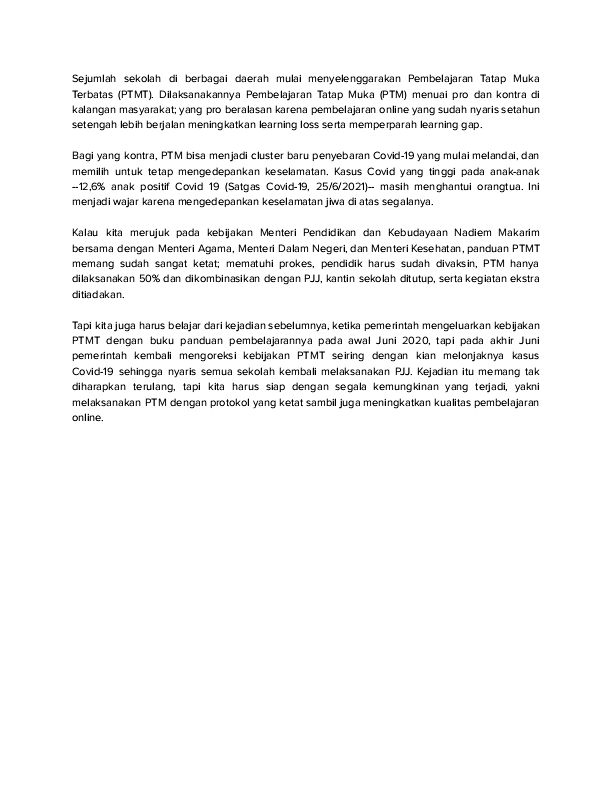 Sejumlah sekolah di berbagai daerah mulai menyelenggarakan Pembelajaran Tatap Muka
Terbatas (PTMT). Dilaksanakannya Pembelajaran Tatap Muka (PTM) menuai pro dan kontra di
kalangan masyarakat; yang pro beralasan karena pembelajaran online yang sudah nyaris setahun
setengah lebih berjalan meningkatkan learning loss serta memperparah learning gap.
Bagi yang kontra, PTM bisa menjadi cluster baru penyebaran Covid-19 yang mulai melandai, dan
memilih untuk tetap mengedepankan keselamatan. Kasus Covid yang tinggi pada anak-anak
--12,6% anak positif Covid 19 (Satgas Covid-19, 25/6/2021)-- masih menghantui orangtua. Ini
menjadi wajar karena mengedepankan keselamatan jiwa di atas segalanya.
Kalau kita merujuk pada kebijakan Menteri Pendidikan dan Kebudayaan Nadiem Makarim
bersama dengan Menteri Agama, Menteri Dalam Negeri, dan Menteri Kesehatan, panduan PTMT
memang sudah sangat ketat; mematuhi prokes, pendidik harus sudah divaksin, PTM hanya
dilaksanakan 50% dan dikombinasikan dengan PJJ, kantin sekolah ditutup, serta kegiatan ekstra
ditiadakan.
Tapi kita juga harus belajar dari kejadian sebelumnya, ketika pemerintah mengeluarkan kebijakan
PTMT dengan buku panduan pembelajarannya pada awal Juni 2020, tapi pada akhir Juni
pemerintah kembali mengoreksi kebijakan PTMT seiring dengan kian melonjaknya kasus
Covid-19 sehingga nyaris semua sekolah kembali melaksanakan PJJ. Kejadian itu memang tak
diharapkan terulang, tapi kita harus siap dengan segala kemungkinan yang terjadi, yakni
melaksanakan PTM dengan protokol yang ketat sambil juga meningkatkan kualitas pembelajaran
online.